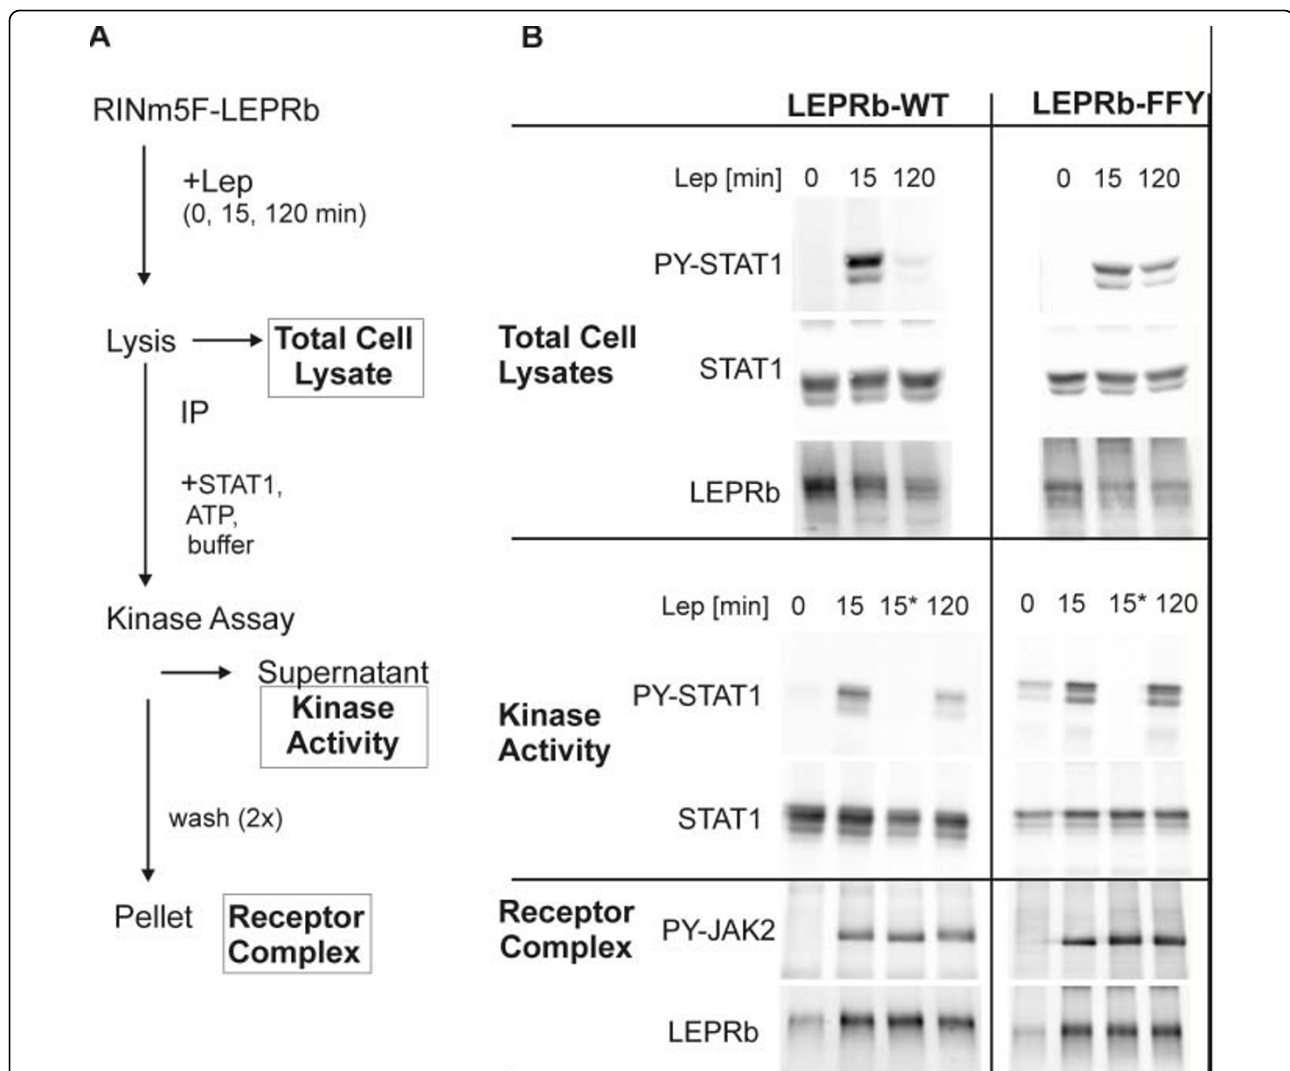 A
RINm5F-LEPRb
+Lep
(0, 15, 120 min)
Lysis
Total Cell
Lysate
IP
+STAT1,
ATP,
buffer
Kinase Assay
Supernatant
Kinase
Activity
wash (2x)
Pellet
Receptor
Complex
B
LEPRb-WT
LEPRb-FFY
Lep [min] 0 15 120
0 15 120
PY-STAT1
Total Cell
Lysates
STAT1
LEPRb
Lep [min] 0 15 15* 120
0 15 15* 120
Kinase
Activity
PY-STAT1
STAT1
Receptor
Complex
PY-JAK2
LEPRb